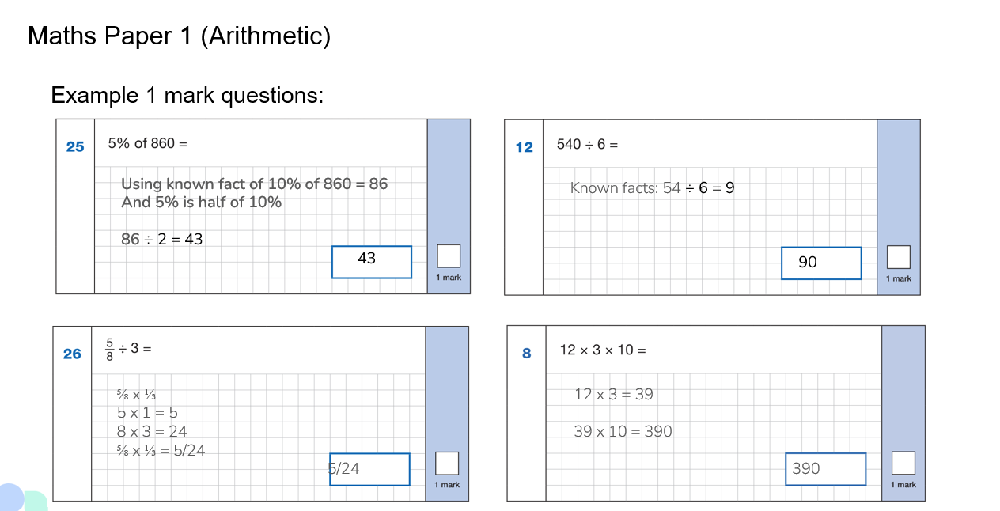 Maths Paper 1 (Arithmetic)
Example 1 mark questions:
25
5% of 860 =
Using known fact of 10% of 860 = 86
And 5% is half of 10%
86 ÷ 2 = 43
43
1 mark
12
540 ÷ 6 =
Known facts: 54 ÷ 6 = 9
90
1 mark
26
5/8 ÷ 3 =
⅝ x ⅓
5 x 1 = 5
8 x 3 = 24
⅝ x ⅓ = 5/24
5/24
1 mark
8
12 × 3 × 10 =
12 x 3 = 39
39 x 10 = 390
390
1 mark